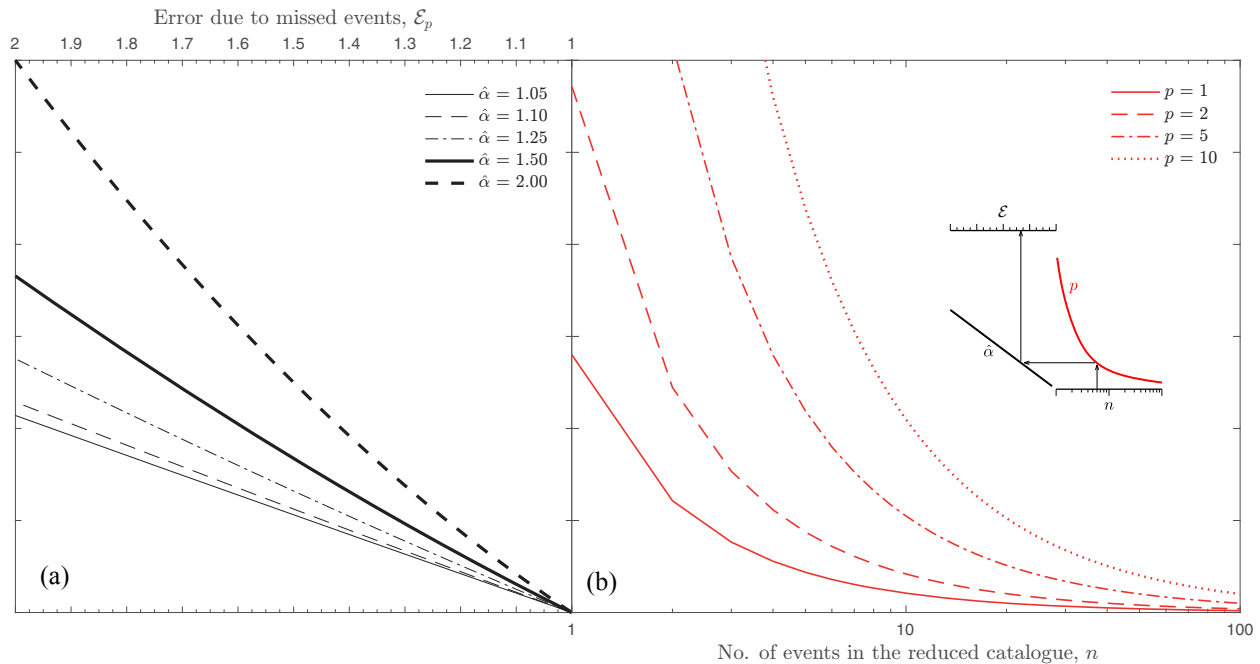 Error due to missed events, ℰₚ
2 1.9 1.8 1.7 1.6 1.5 1.4 1.3 1.2 1.1 1
α̂ = 1.05
α̂ = 1.10
α̂ = 1.25
α̂ = 1.50
α̂ = 2.00
(a)
p = 1
p = 2
p = 5
p = 10
ℰ
p
α̂
n
(b)
1 10 100
No. of events in the reduced catalogue, n